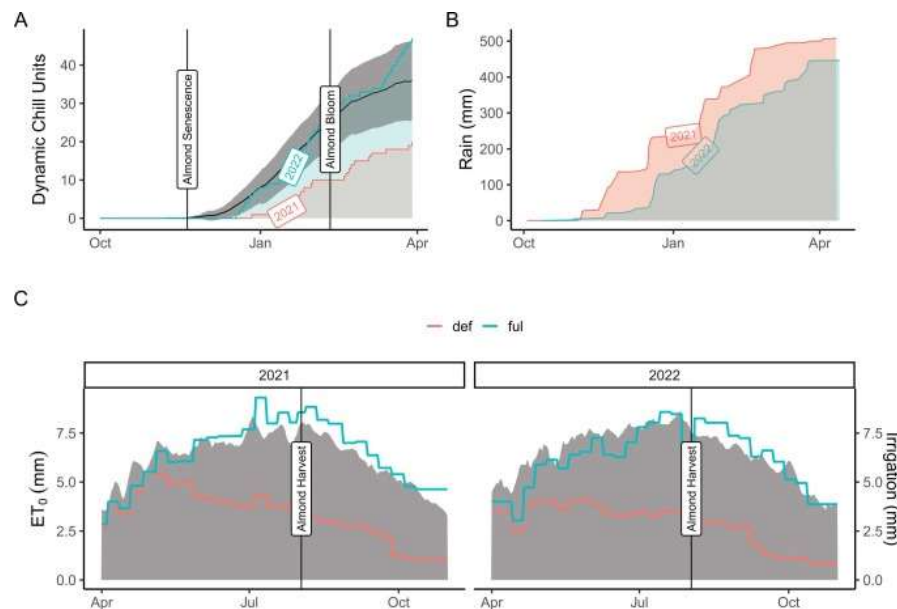 A
Dynamic Chill Units
40
30
20
10
0
Almond Senescence
Almond Bloom
2022
2021
Oct
Jan
Apr
B
Rain (mm)
500
400
300
200
100
0
2021
2022
Oct
Jan
Apr
C
def ful
2021
2022
ET₀ (mm)
7.5
5.0
2.5
0.0
Almond Harvest
Almond Harvest
7.5
5.0
2.5
0.0
Irrigation (mm)
Apr
Jul
Oct
Apr
Jul
Oct